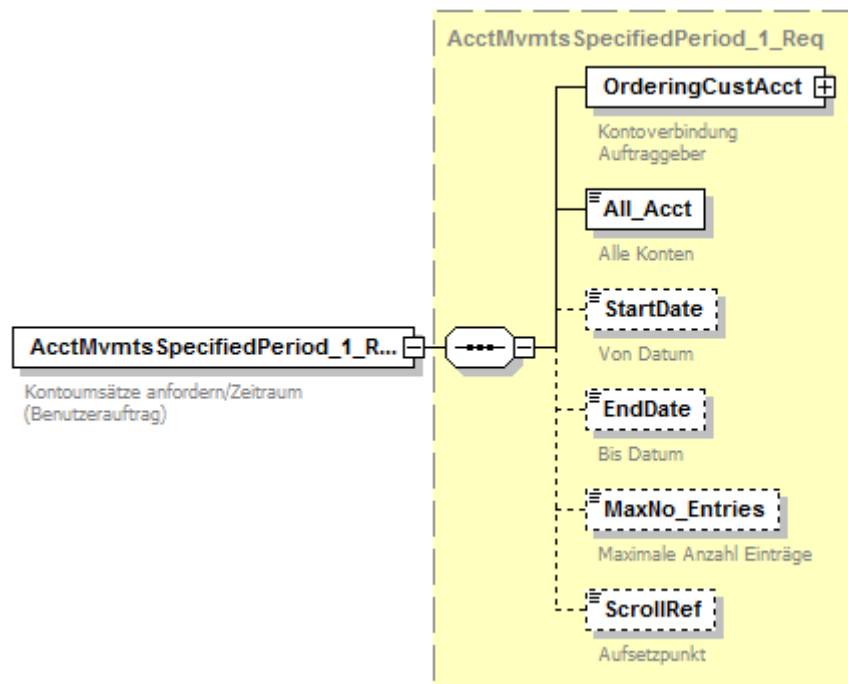 AcctMvmtsSpecifiedPeriod_1_Req
OrderingCustAcct
Kontoverbindung
Auftraggeber
All_Acct
Alle Konten
StartDate
Von Datum
AcctMvmtsSpecifiedPeriod_1_R...
Kontoumsätze anfordern/Zeitraum
(Benutzerauftrag)
EndDate
Bis Datum
MaxNo_Entries
Maximale Anzahl Einträge
ScrollRef
Aufsetzpunkt